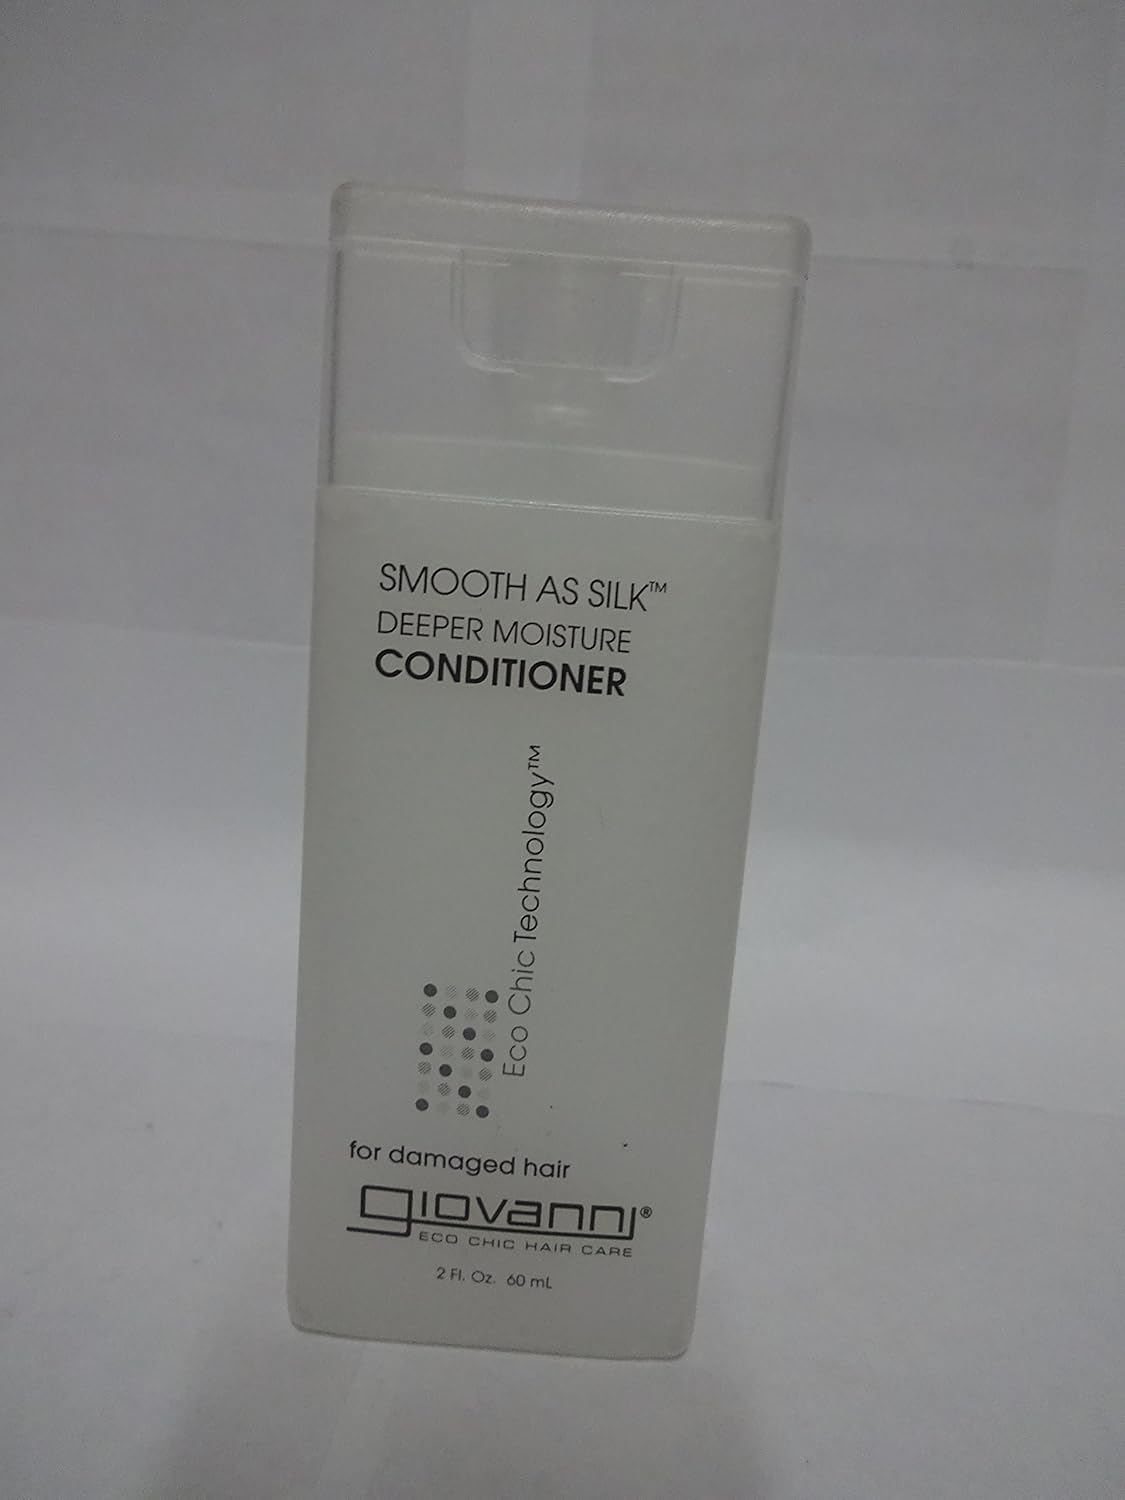 SMOOTH AS SILK™
DEEPER MOISTURE
CONDITIONER
Eco Chic Technology™
for damaged hair
giovanni®
ECO CHIC HAIR CARE
2 Fl. Oz. 60 mL